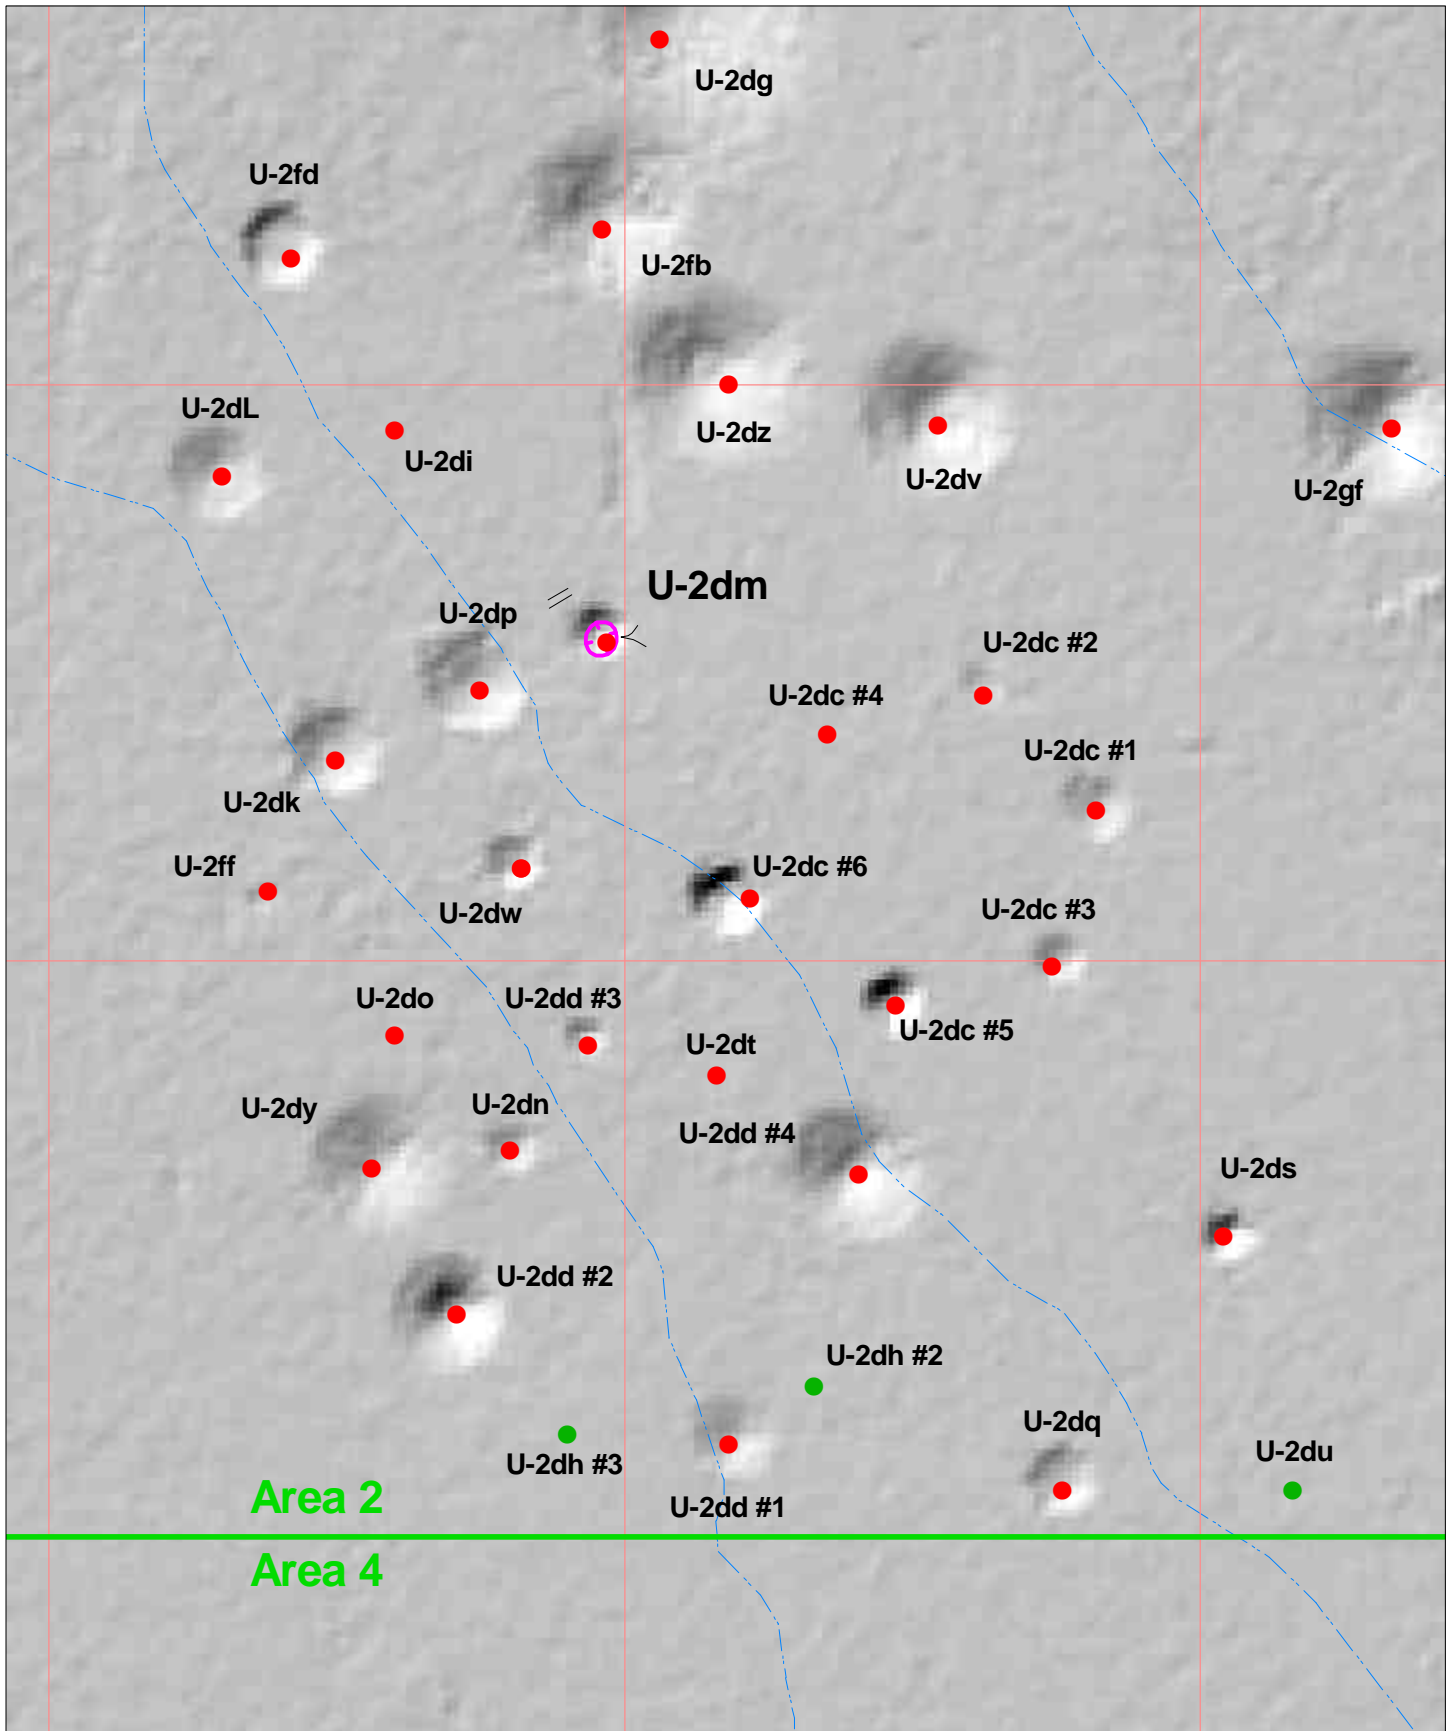 U-2dg
U-2fd
U-2fb
U-2dL
U-2dz
U-2di
U-2dv
U-2gf
U-2dm
U-2dp
U-2dc #2
U-2dc #4
U-2dc #1
U-2dk
U-2ff
U-2dc #6
U-2dw
U-2dc #3
U-2do
U-2dd #3
U-2dc #5
U-2dt
U-2dy
U-2dn
U-2dd #4
U-2ds
U-2dd #2
U-2dh #2
U-2dq
U-2du
U-2dh #3
Area 2
U-2dd #1
Area 4